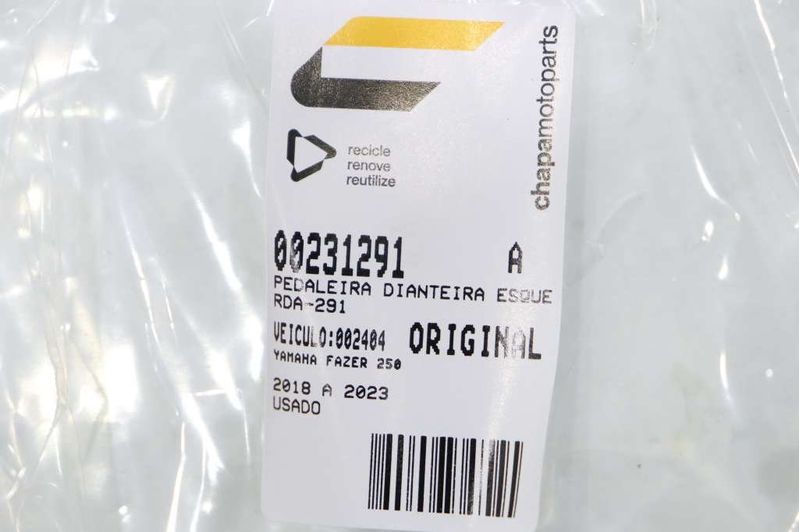 chapamotoparts
recicle
renove
reutilize
00231291 A
PEDALEIRA DIANTEIRA ESQUE
RDA-291
VEICULO:002404 ORIGINAL
YAMAHA FAZER 250
2018 A 2023
USADO